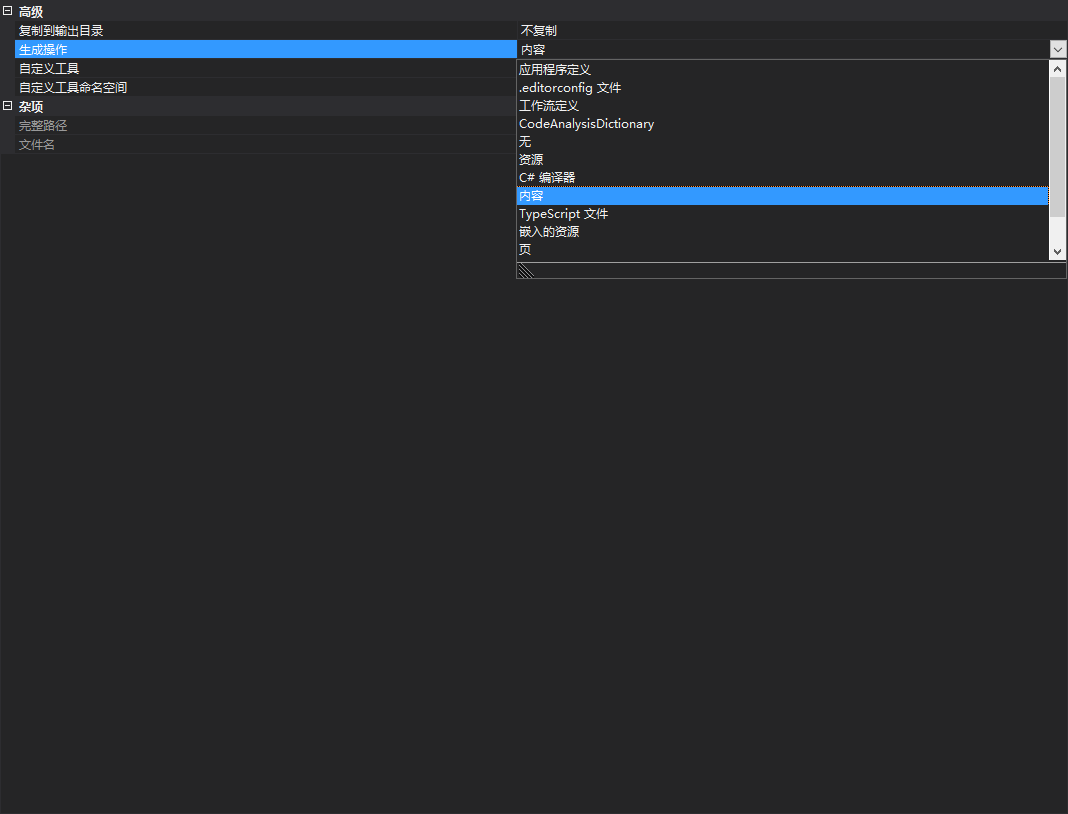 高级
复制到输出目录 不复制
生成操作 内容
自定义工具
自定义工具命名空间
杂项
完整路径
文件名
应用程序定义
.editorconfig 文件
工作流定义
CodeAnalysisDictionary
无
资源
C# 编译器
内容
TypeScript 文件
嵌入的资源
页